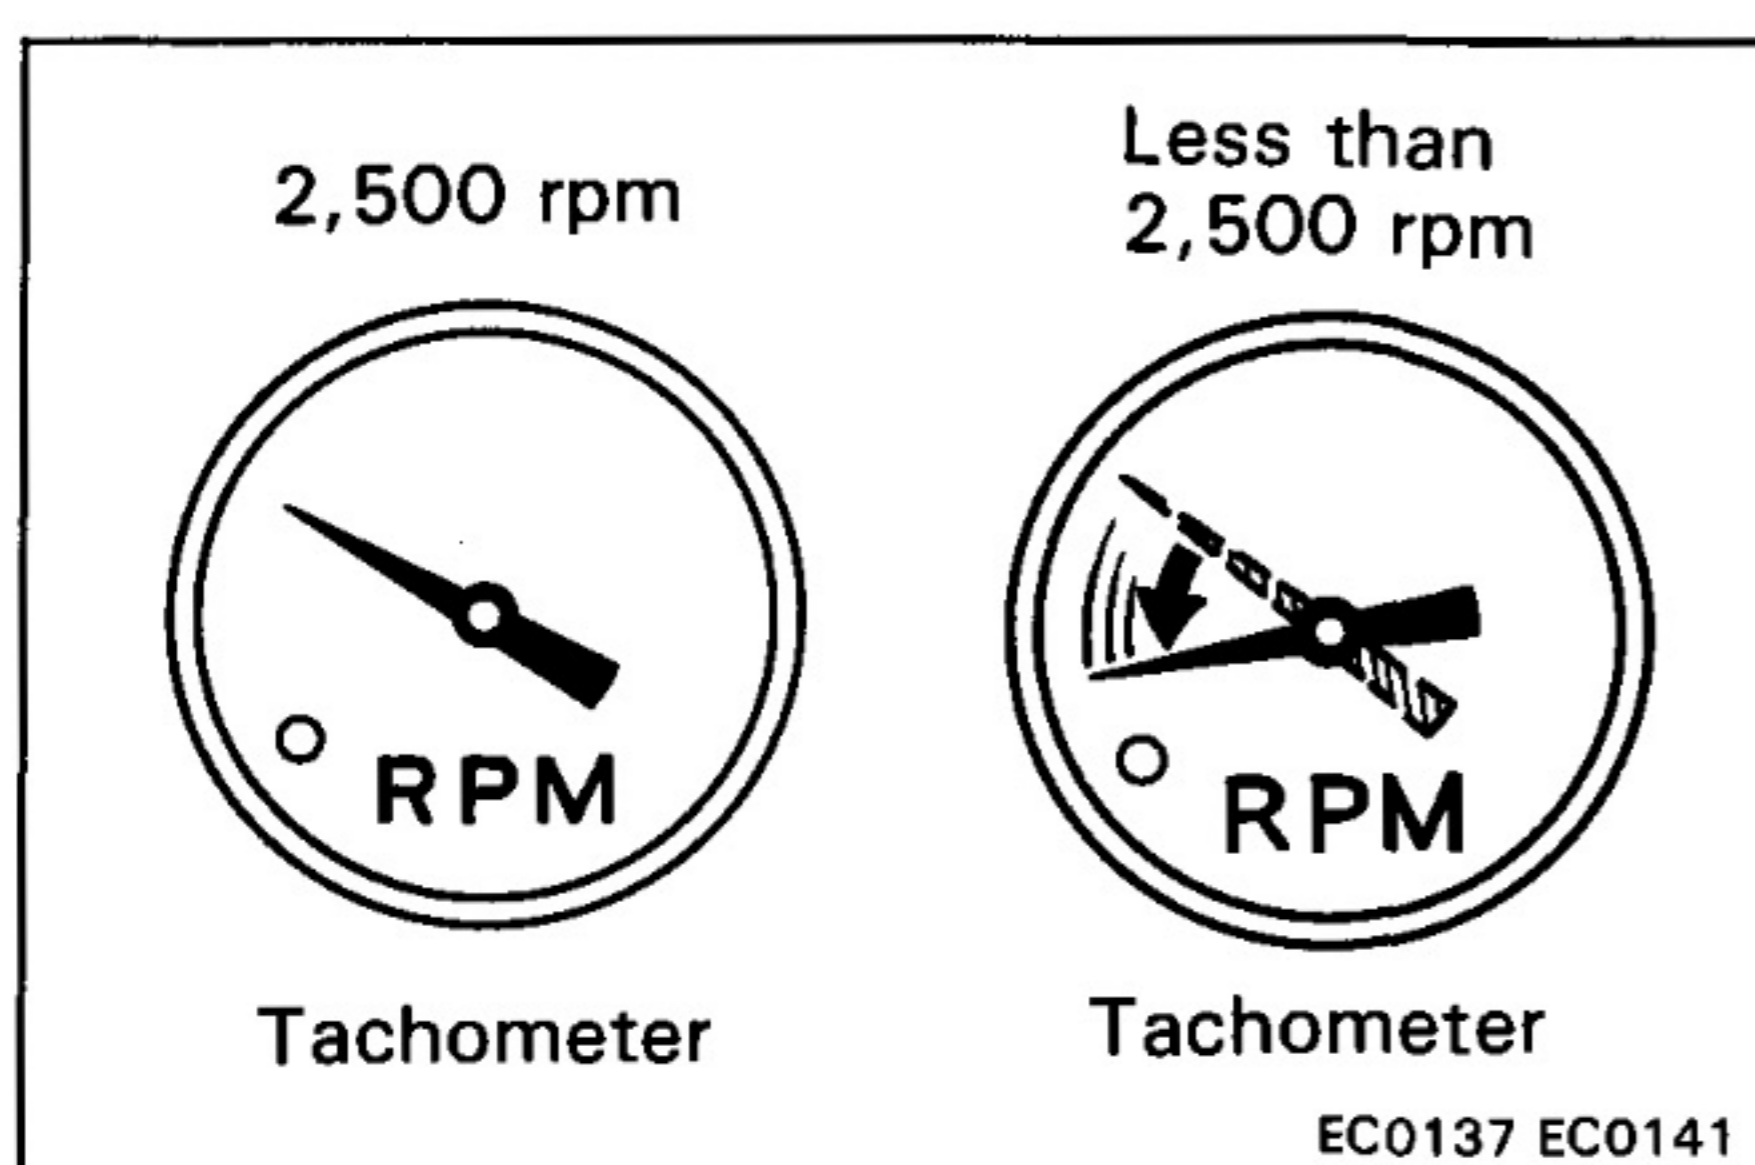 2,500 rpm
Less than
2,500 rpm
RPM
RPM
Tachometer
Tachometer
EC0137 EC0141